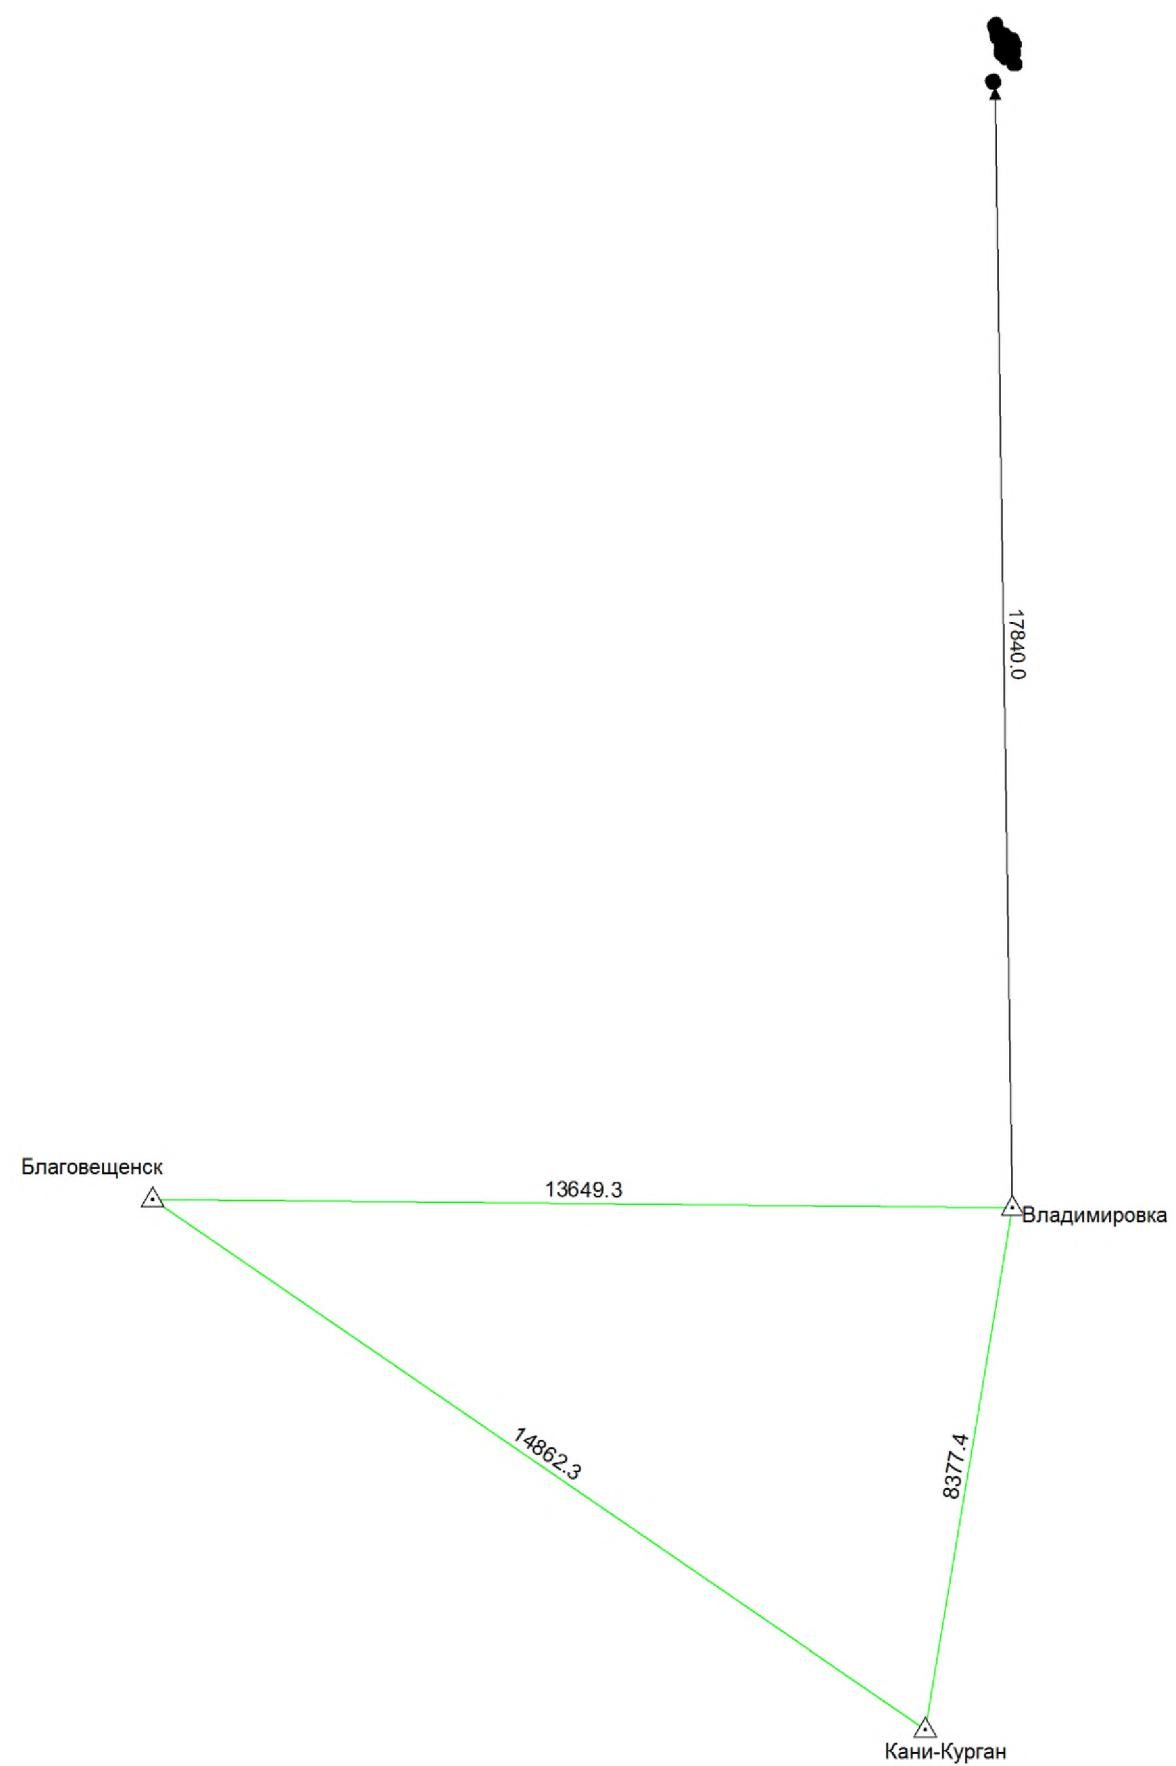 17840.0
Благовещенск
13649.3
Владимировка
14862.3
8377.4
Кани-Курган